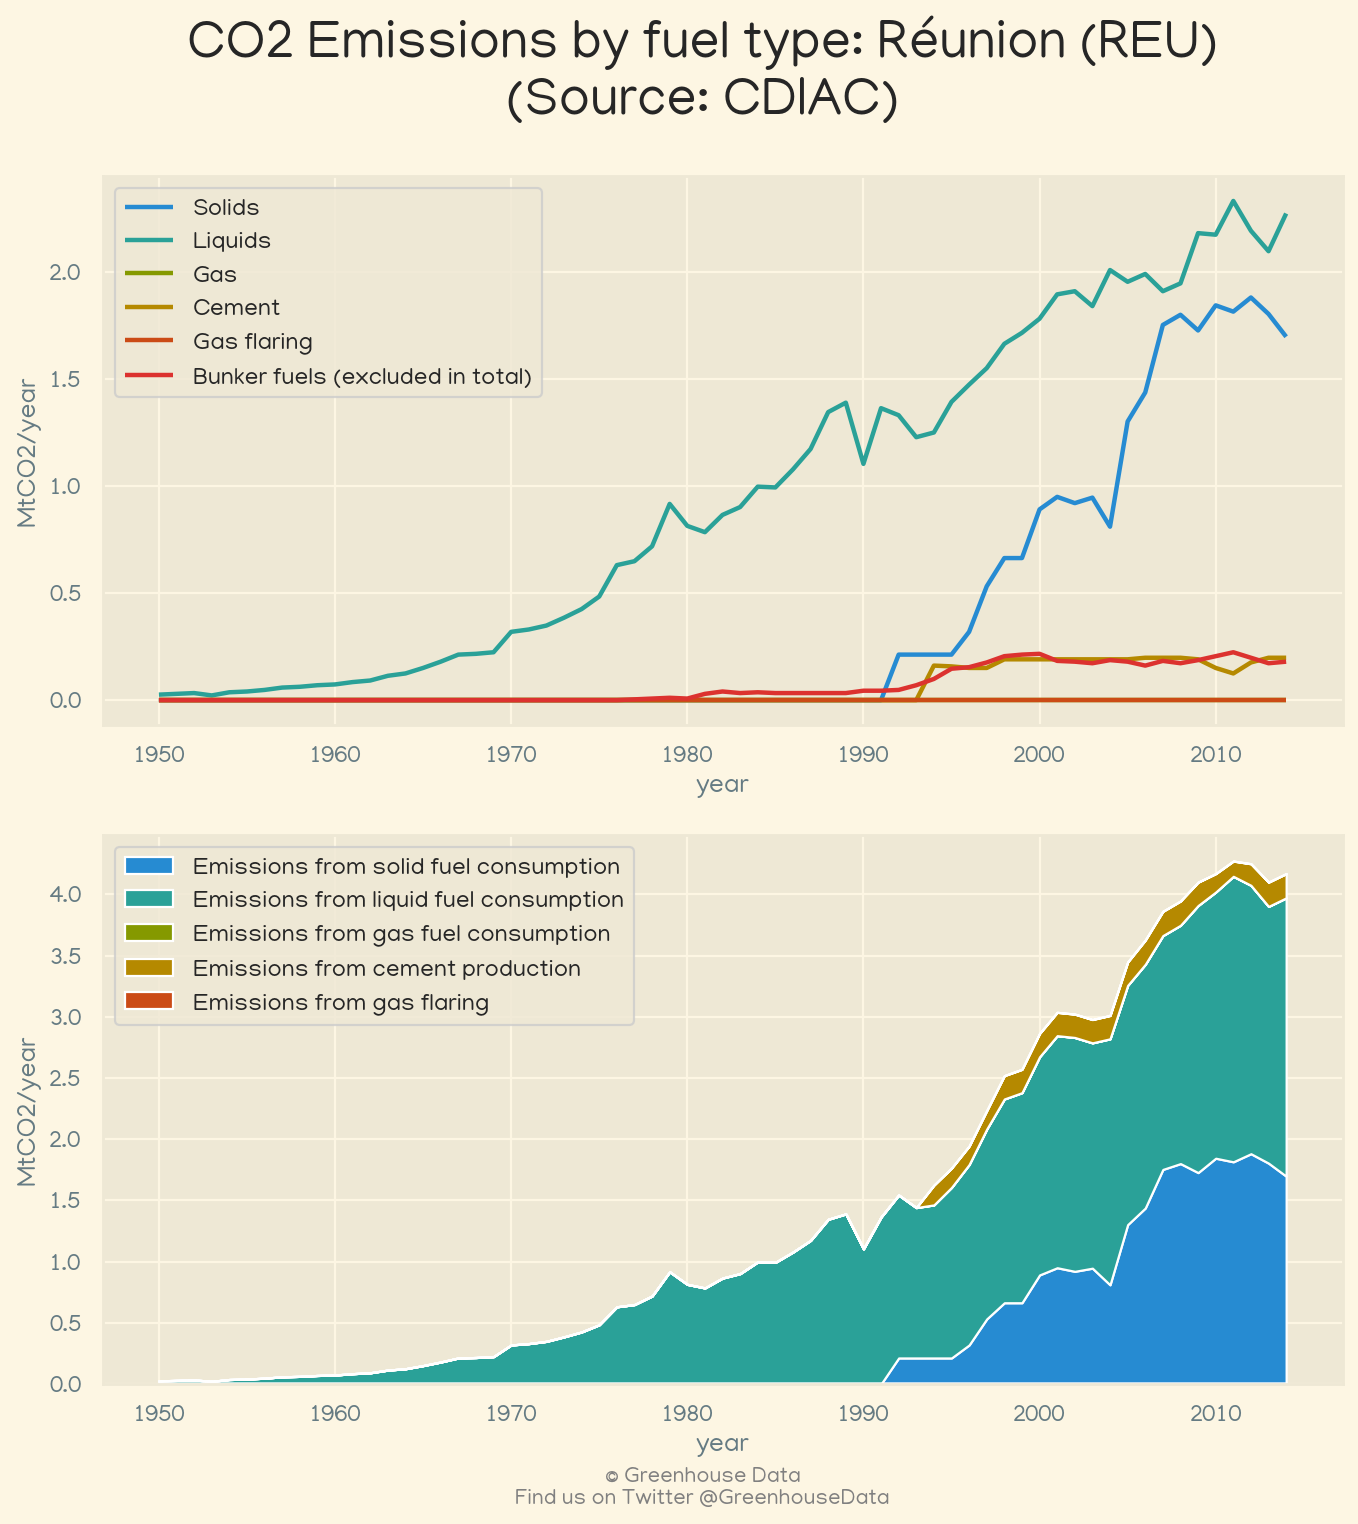 CO2 Emissions by fuel type: Réunion (REU)
(Source: CDIAC)
Solids
Liquids
Gas
Cement
Gas flaring
Bunker fuels (excluded in total)
MtCO2/year
2.0
1.5
1.0
0.5
0.0
1950 1960 1970 1980 1990 2000 2010
year
Emissions from solid fuel consumption
Emissions from liquid fuel consumption
Emissions from gas fuel consumption
Emissions from cement production
Emissions from gas flaring
MtCO2/year
4.0
3.5
3.0
2.5
2.0
1.5
1.0
0.5
0.0
1950 1960 1970 1980 1990 2000 2010
year
© Greenhouse Data
Find us on Twitter @GreenhouseData